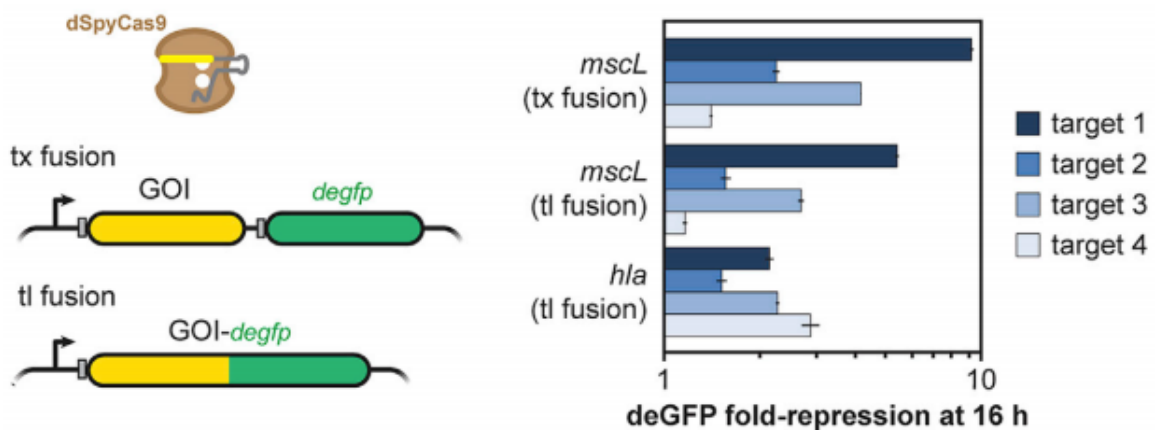 dSpyCas9
tx fusion
GOI
degfp
tl fusion
GOI-degfp
mscL
(tx fusion)
mscL
(tl fusion)
hla
(tl fusion)
1
10
deGFP fold-repression at 16 h
target 1
target 2
target 3
target 4